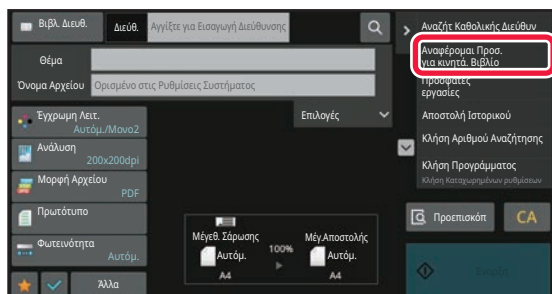 Βιβλ. Διευθ.
Διεύθ.
Αγγίξτε για Εισαγωγή Διεύθυνσης
Θέμα
Όνομα Αρχείου
Ορισμένο στις Ρυθμίσεις Συστήματος
Έγχρωμη Λειτ.
Αυτόμ./Mono2
Επιλογές
Ανάλυση
200x200dpi
Μορφή Αρχείου
PDF
Πρωτότυπο
Φωτεινότητα
Αυτόμ.
Άλλα
Μέγεθ. Σάρωσης
Αυτόμ.
A4
100%
Μέγ.Αποστολής
Αυτόμ.
A4
Αναζήτ Καθολικής Διεύθυν
Αναφέρομαι Προσ.
για κινητά. Βιβλίο
Πρόσφατες
εργασίες
Αποστολή Ιστορικού
Κλήση Αριθμού Αναζήτησης
Κλήση Προγράμματος
Κλήση Καταχωρημένων ρυθμίσεων
Προεπισκόπ
CA
Έναρξη